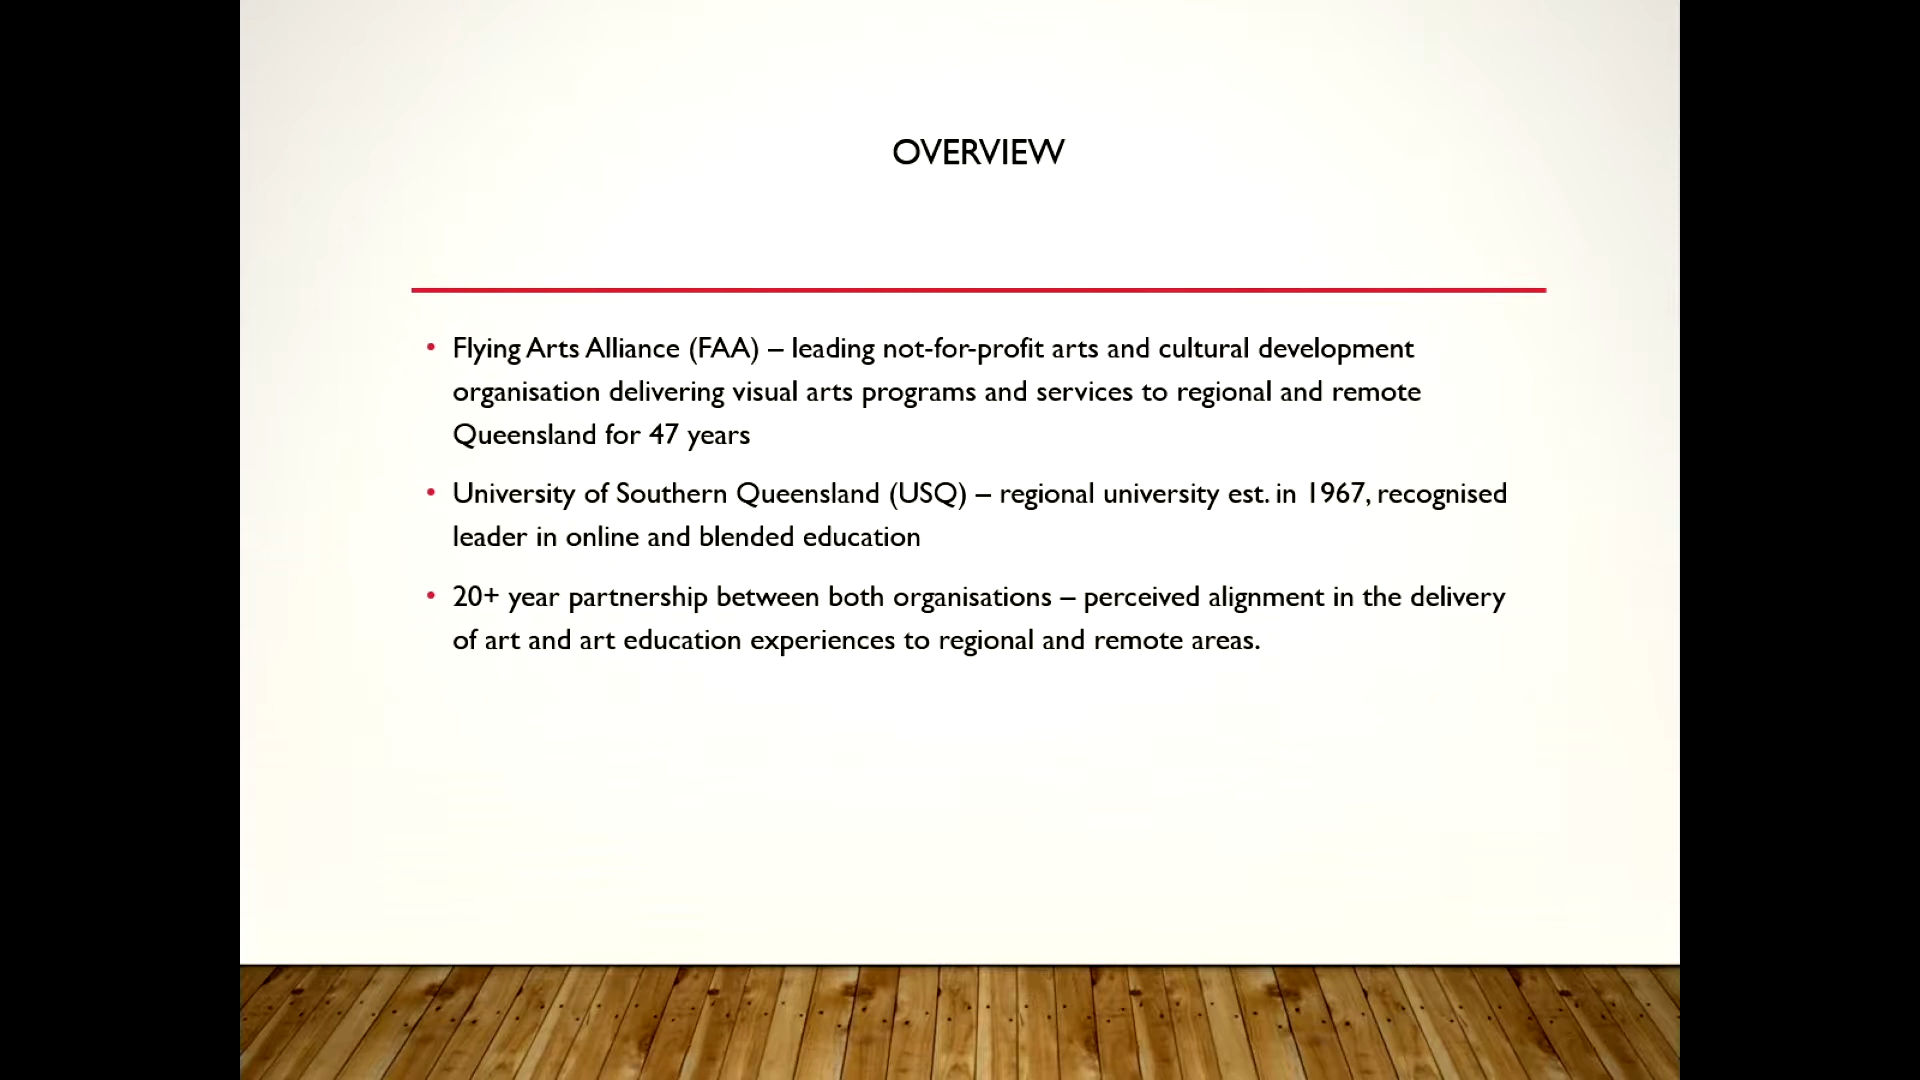 OVERVIEW
• Flying Arts Alliance (FAA) – leading not-for-profit arts and cultural development
organisation delivering visual arts programs and services to regional and remote
Queensland for 47 years
• University of Southern Queensland (USQ) – regional university est. in 1967, recognised
leader in online and blended education
• 20+ year partnership between both organisations – perceived alignment in the delivery
of art and art education experiences to regional and remote areas.